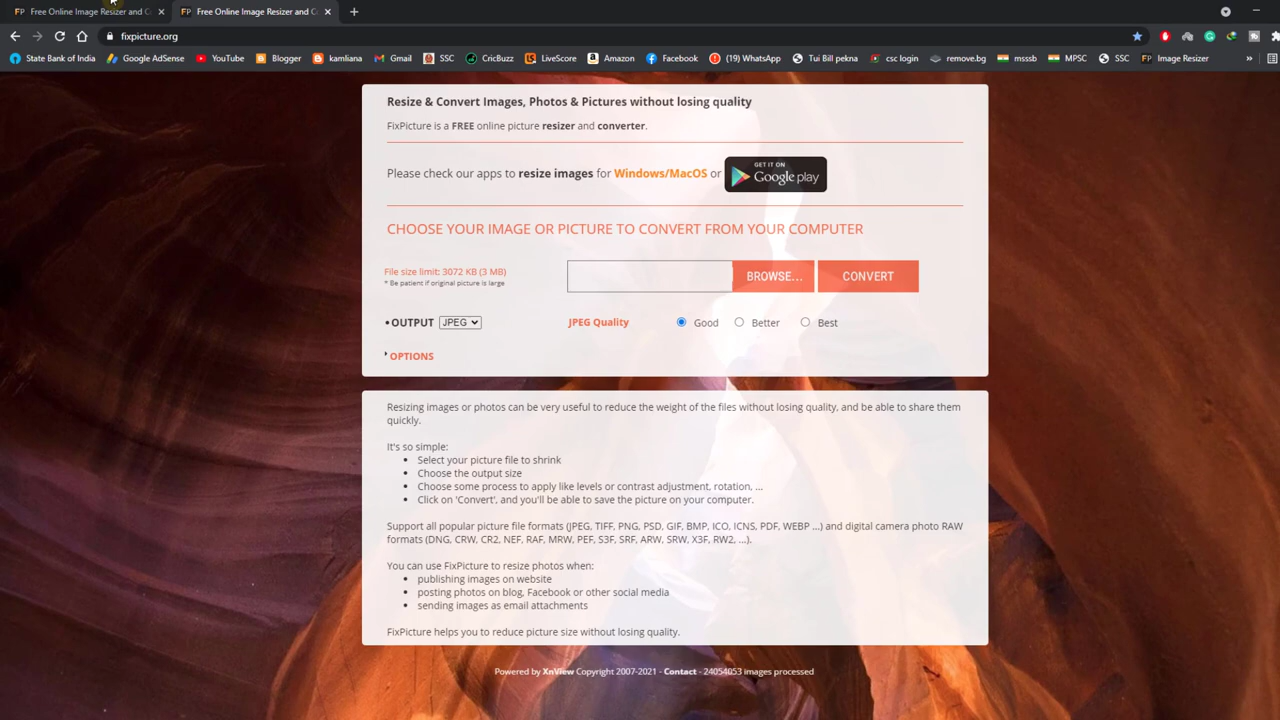 FP Free Online Image Resizer and Co
FP Free Online Image Resizer and Co
fixpicture.org
State Bank of India Google AdSense YouTube Blogger kamliana Gmail SSC CricBuzz LiveScore Amazon Facebook (19) WhatsApp Tui Bill pekna csc login remove.bg msssb MPSC SSC FP Image Resizer »
Resize & Convert Images, Photos & Pictures without losing quality
FixPicture is a FREE online picture resizer and converter.
Please check our apps to resize images for Windows/MacOS or GET IT ON Google play
CHOOSE YOUR IMAGE OR PICTURE TO CONVERT FROM YOUR COMPUTER
File size limit: 3072 KB (3 MB)
* Be patient if original picture is large
BROWSE... CONVERT
•OUTPUT JPEG JPEG Quality Good Better Best
OPTIONS
Resizing images or photos can be very useful to reduce the weight of the files without losing quality, and be able to share them
quickly.
It's so simple:
• Select your picture file to shrink
• Choose the output size
• Choose some process to apply like levels or contrast adjustment, rotation, ...
• Click on 'Convert', and you'll be able to save the picture on your computer.
Support all popular picture file formats (JPEG, TIFF, PNG, PSD, GIF, BMP, ICO, ICNS, PDF, WEBP ...) and digital camera photo RAW
formats (DNG, CRW, CR2, NEF, RAF, MRW, PEF, S3F, SRF, ARW, SRW, X3F, RW2, ...).
You can use FixPicture to resize photos when:
• publishing images on website
• posting photos on blog, Facebook or other social media
• sending images as email attachments
FixPicture helps you to reduce picture size without losing quality.
Powered by XnView Copyright 2007-2021 - Contact - 24054053 images processed